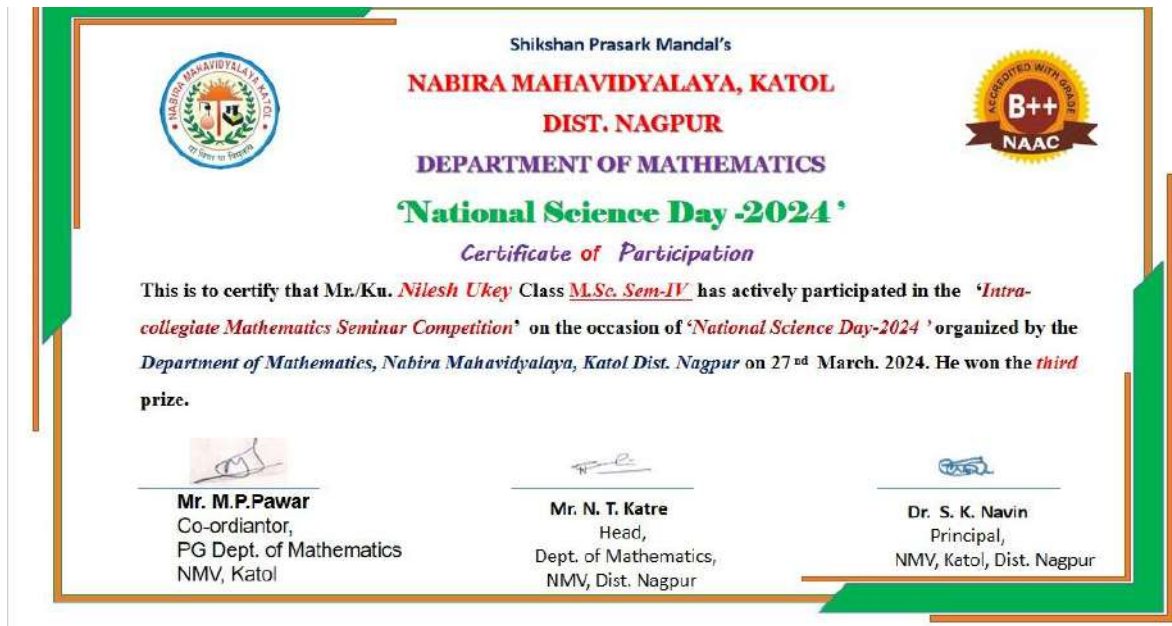 Shikshan Prasark Mandal's
NABIRA MAHAVIDYALAYA, KATOL
DIST. NAGPUR
DEPARTMENT OF MATHEMATICS
'National Science Day -2024'
Certificate of Participation
NABIRA MAHAVIDYALAYA KATOL
ACCREDITED WITH GRADE
B++
NAAC
This is to certify that Mr./Ku. Nilesh Ukey Class M.Sc. Sem-IV has actively participated in the 'Intra-
collegiate Mathematics Seminar Competition' on the occasion of 'National Science Day-2024 ' organized by the
Department of Mathematics, Nabira Mahavidyalaya, Katol Dist. Nagpur on 27nd March. 2024. He won the third
prize.
Mr. M.P.Pawar
Co-ordiantor,
PG Dept. of Mathematics
NMV, Katol
Mr. N. T. Katre
Head,
Dept. of Mathematics,
NMV, Dist. Nagpur
Dr. S. K. Navin
Principal,
NMV, Katol, Dist. Nagpur